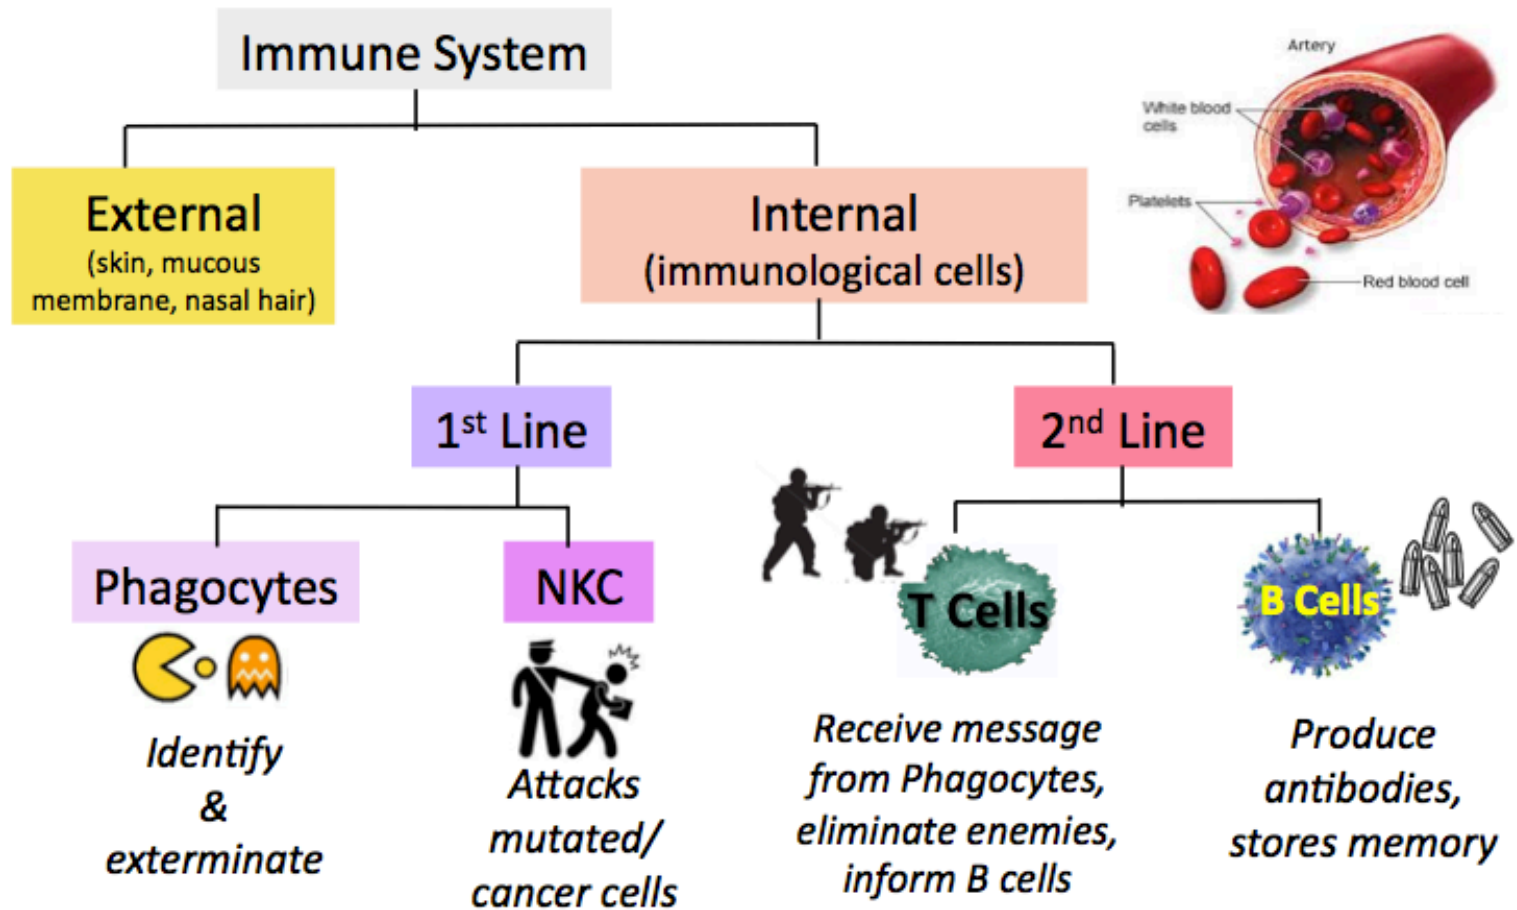 Immune System
Artery
White blood
cells
Platelets
Red blood cell
External
(skin, mucous
membrane, nasal hair)
Internal
(immunological cells)
1st Line
2nd Line
Phagocytes
NKC
T Cells
B Cells
Identify
&
exterminate
Attacks
mutated/
cancer cells
Receive message
from Phagocytes,
eliminate enemies,
inform B cells
Produce
antibodies,
stores memory